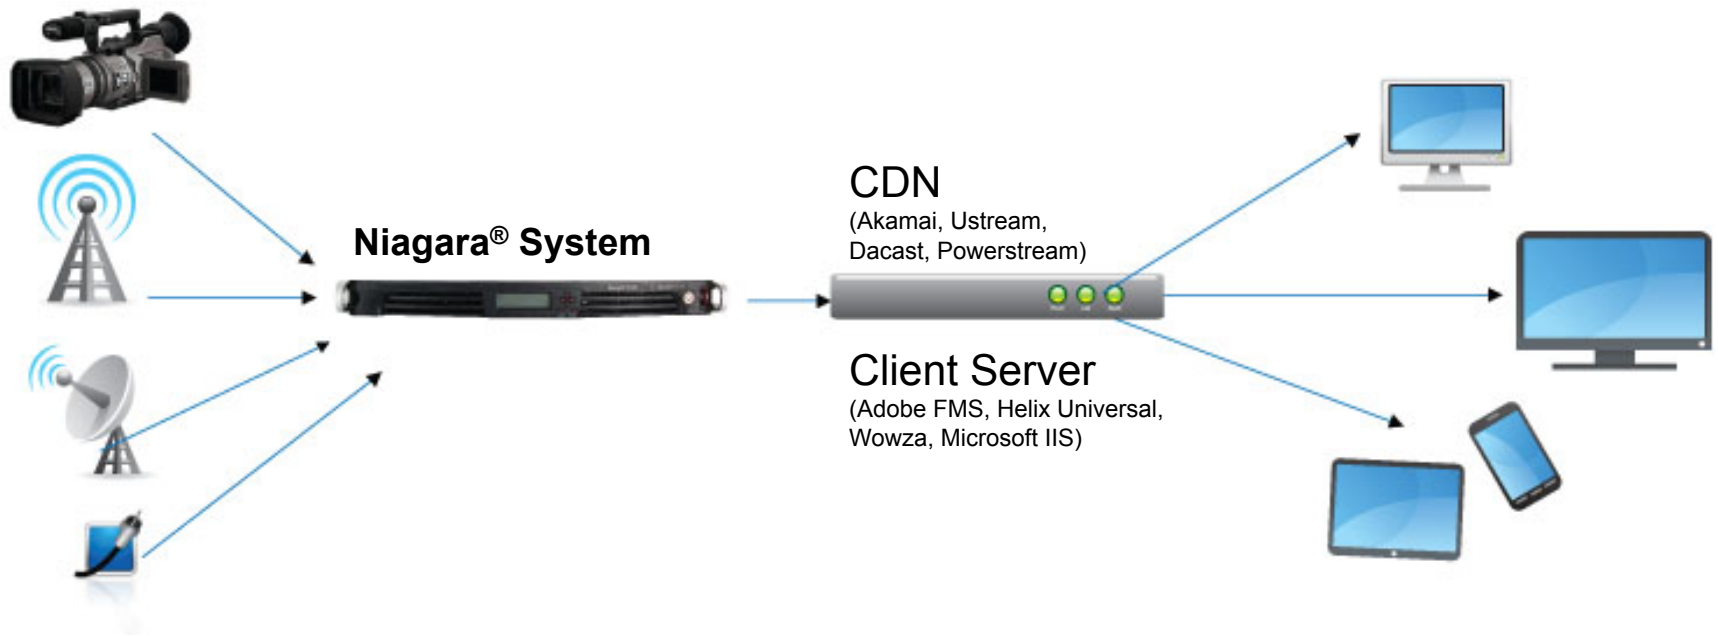 Niagara® System
CDN
(Akamai, Ustream,
Dacast, Powerstream)
Client Server
(Adobe FMS, Helix Universal,
Wowza, Microsoft IIS)